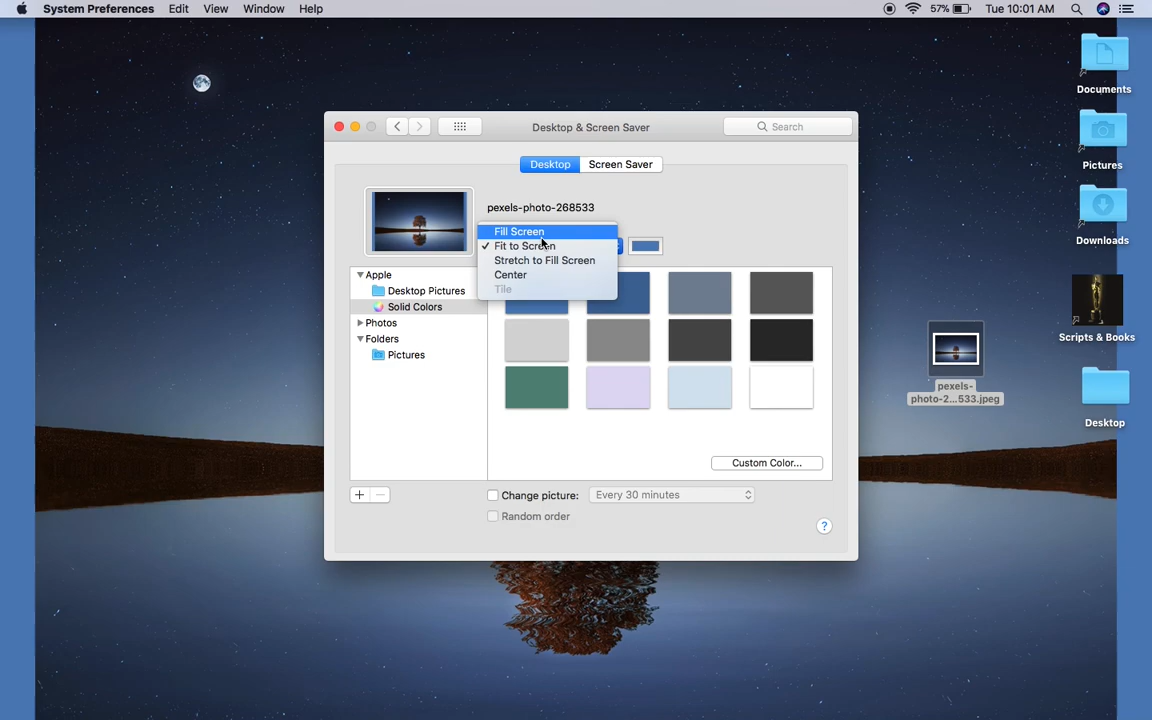 System Preferences Edit View Window Help 57% Tue 10:01 AM
Documents
Pictures
Downloads
Scripts & Books
Desktop
pexels-
photo-2...533.jpeg
Desktop & Screen Saver
Search
Desktop Screen Saver
pexels-photo-268533
Fill Screen
✓ Fit to Screen
Stretch to Fill Screen
Center
Tile
Apple
Desktop Pictures
Solid Colors
Photos
Folders
Pictures
Custom Color...
+ −
Change picture: Every 30 minutes
Random order
?